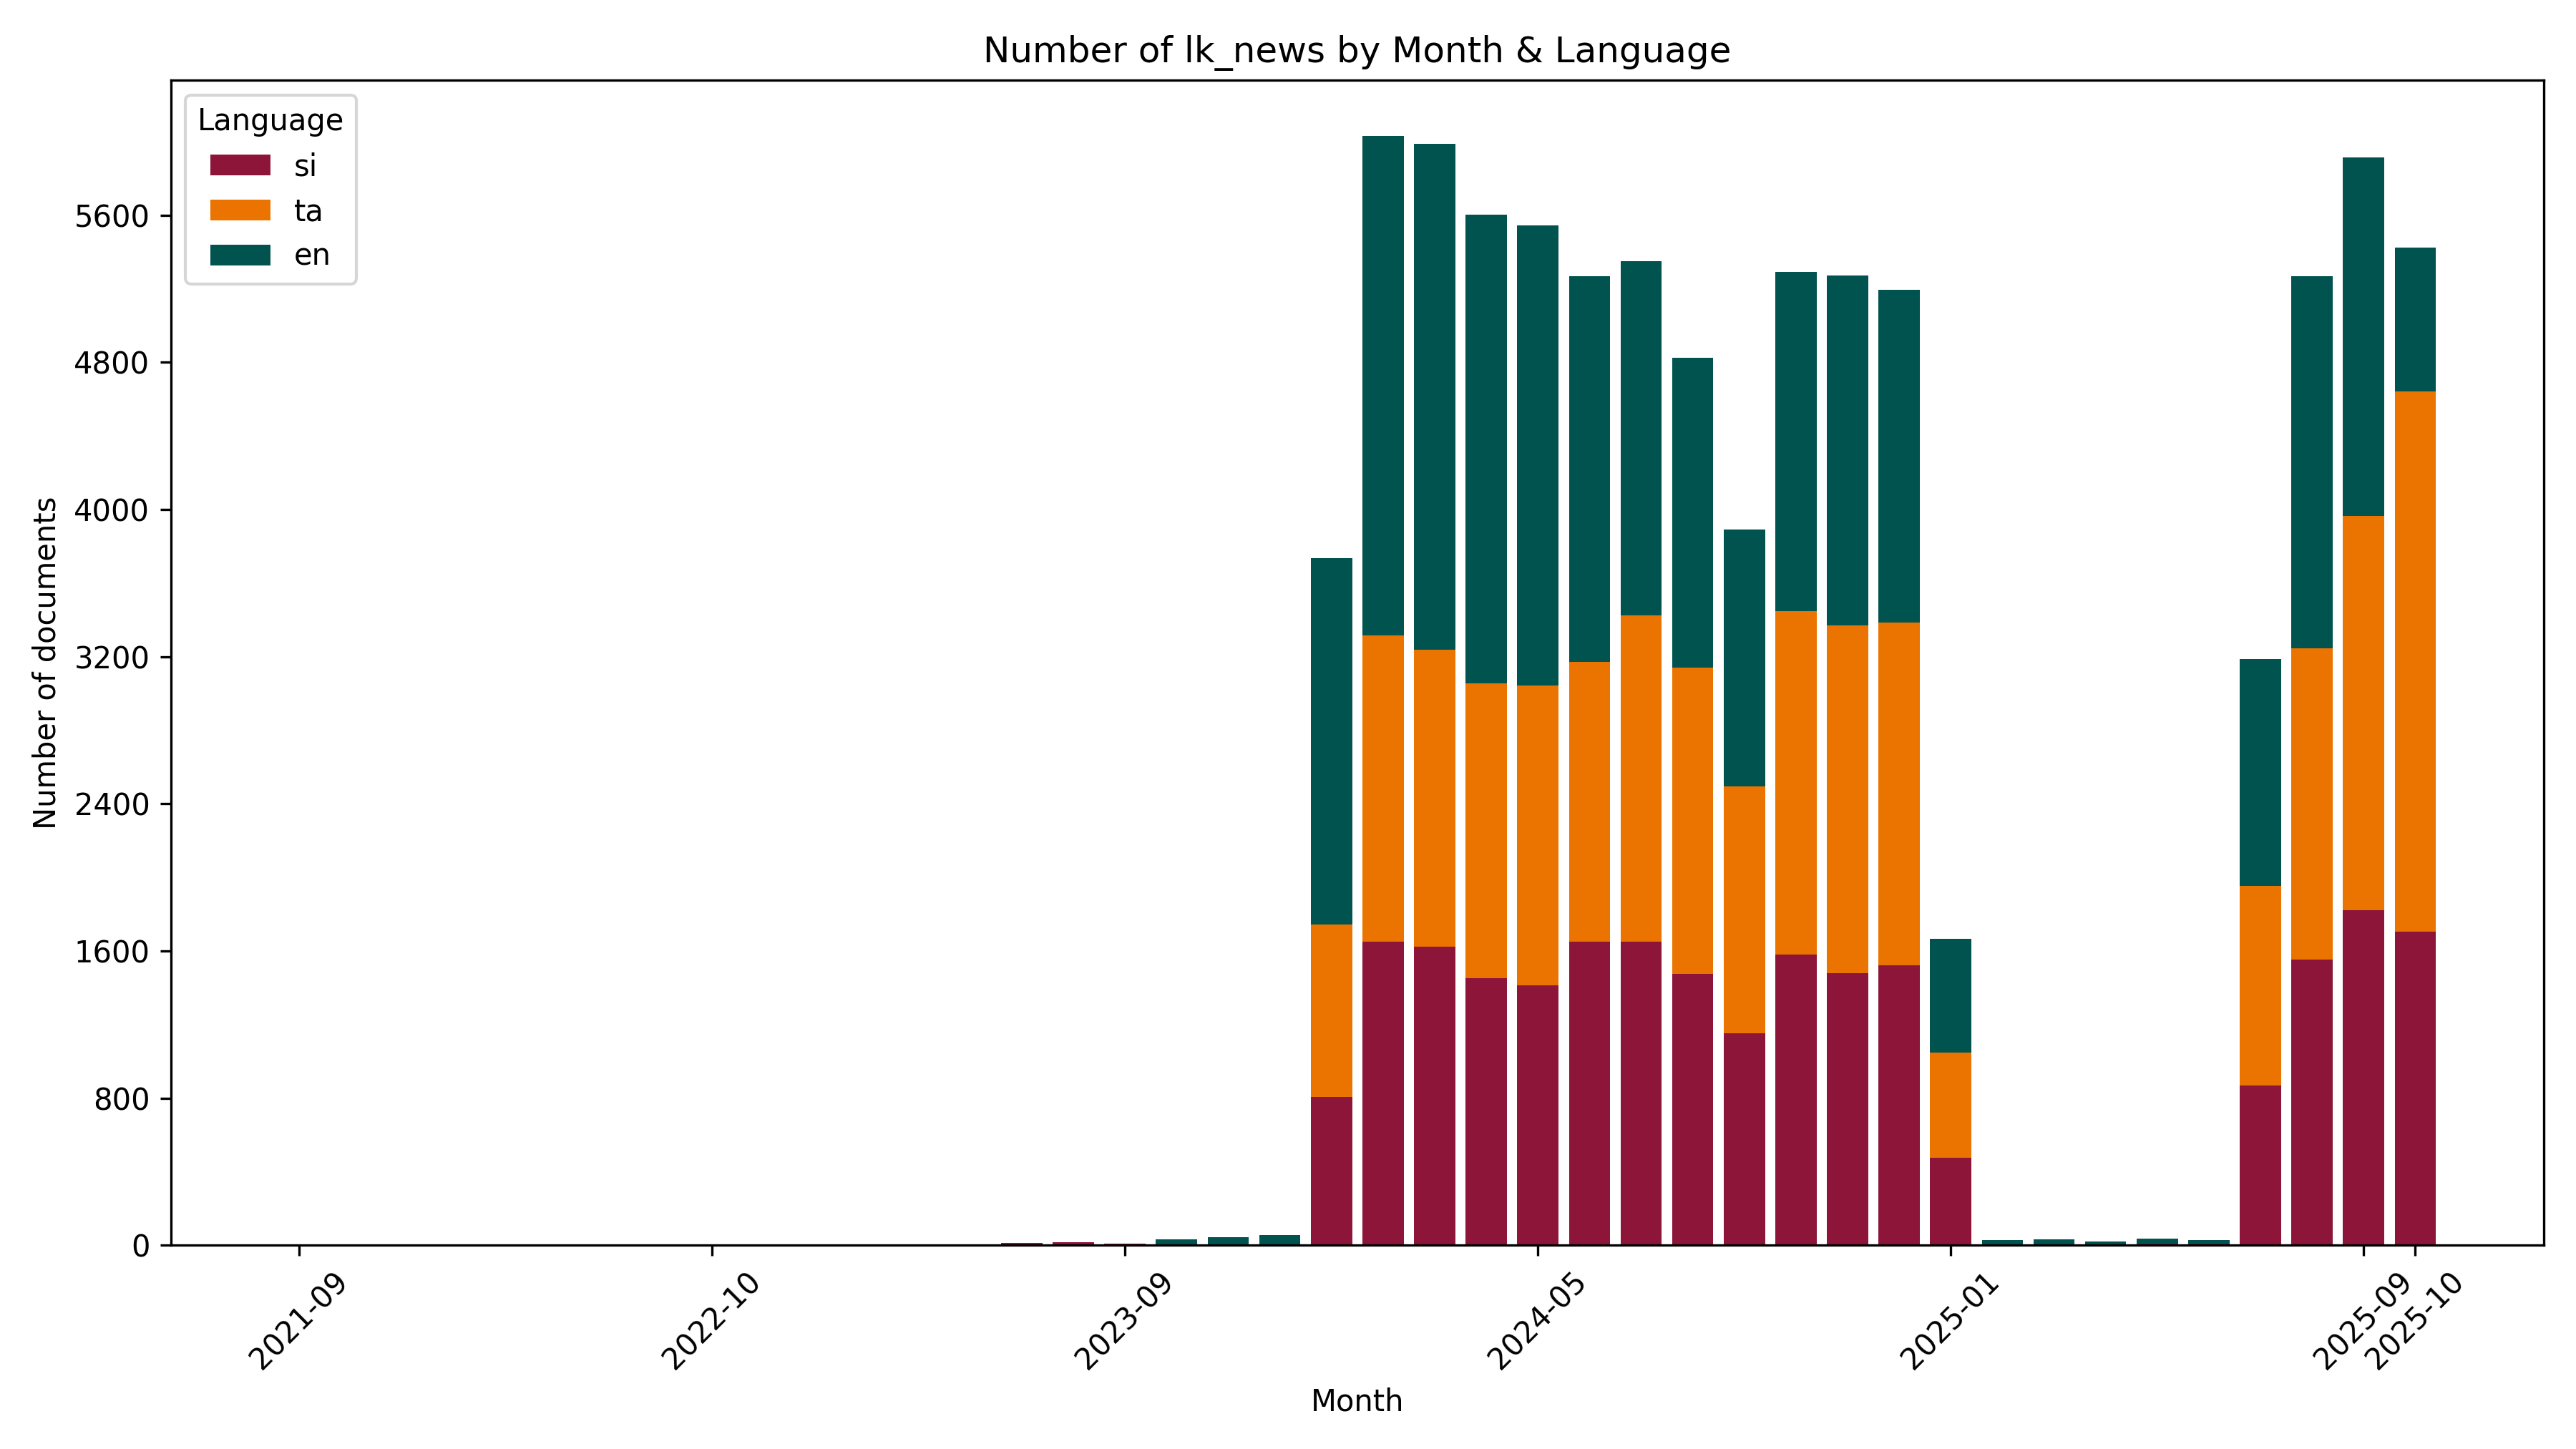 Number of lk_news by Month & Language
Language
si
ta
en
5600
4800
4000
3200
2400
1600
800
0
Number of documents
2021-09
2022-10
2023-09
2024-05
2025-01
2025-09
2025-10
Month